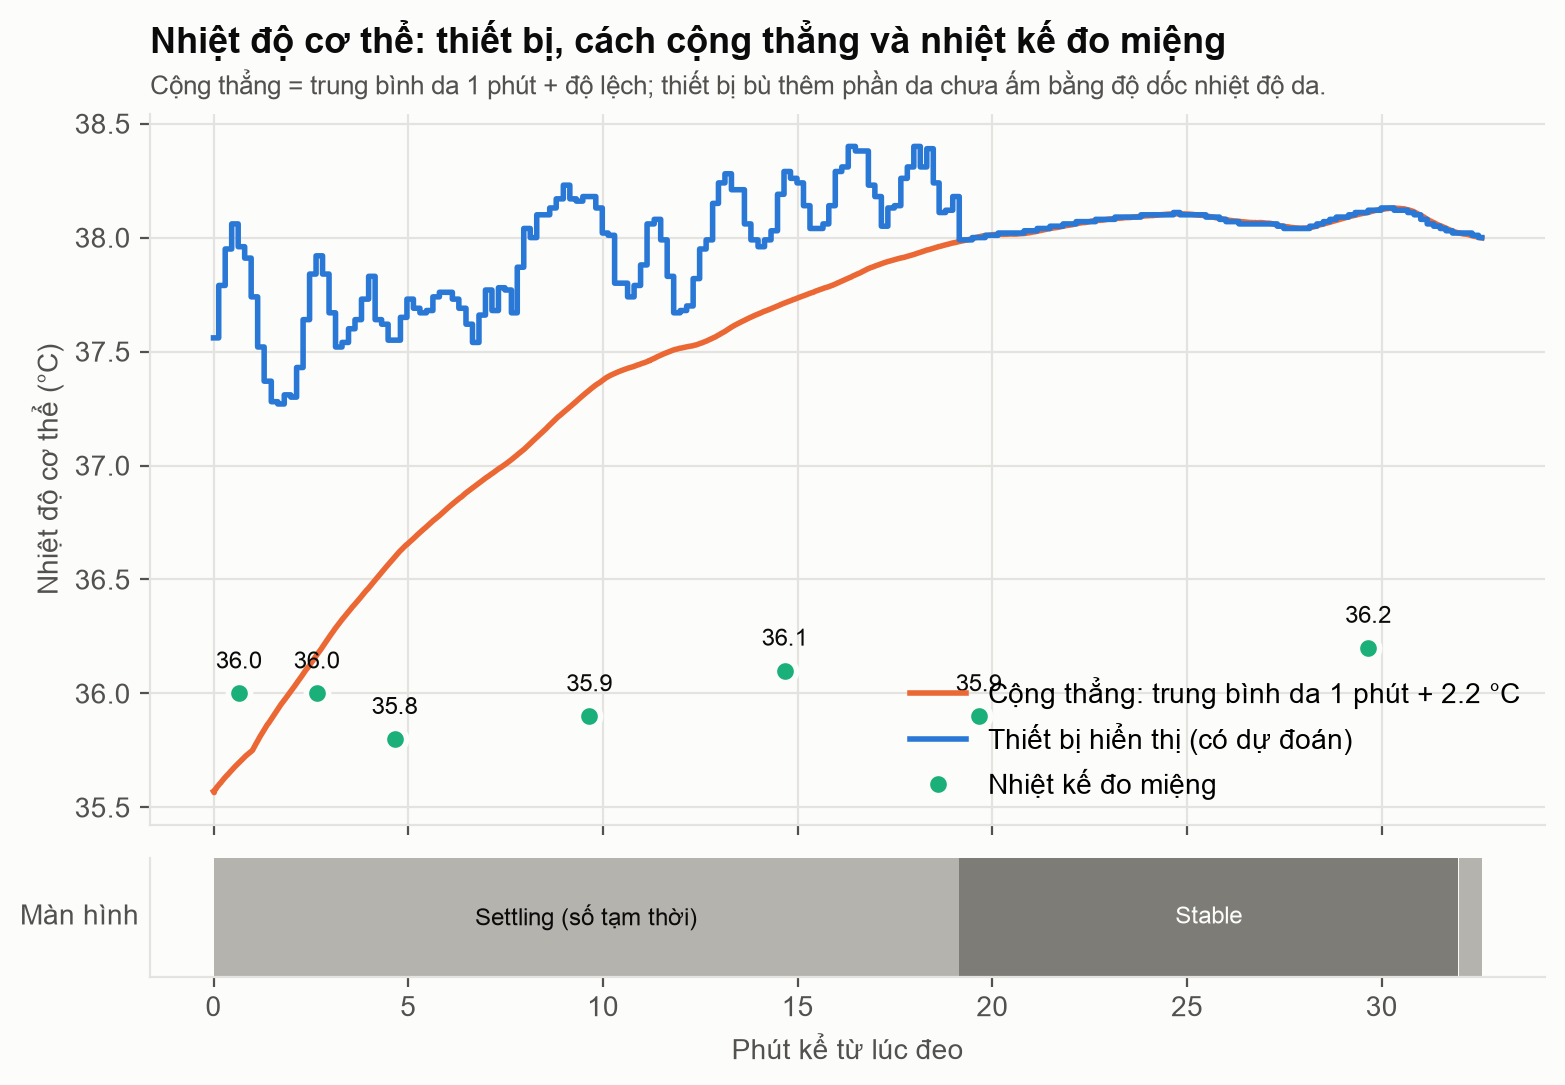 Nhiệt độ cơ thể: thiết bị, cách cộng thẳng và nhiệt kế đo miệng
Cộng thẳng = trung bình da 1 phút + độ lệch; thiết bị bù thêm phần da chưa ấm bằng độ dốc nhiệt độ da.
Nhiệt độ cơ thể (°C)
38.5
38.0
37.5
37.0
36.5
36.0
35.5
36.0
36.0
35.8
35.9
36.1
35.9
36.2
Cộng thẳng: trung bình da 1 phút + 2.2 °C
Thiết bị hiển thị (có dự đoán)
Nhiệt kế đo miệng
Màn hình
Settling (số tạm thời)
Stable
0 5 10 15 20 25 30
Phút kể từ lúc đeo